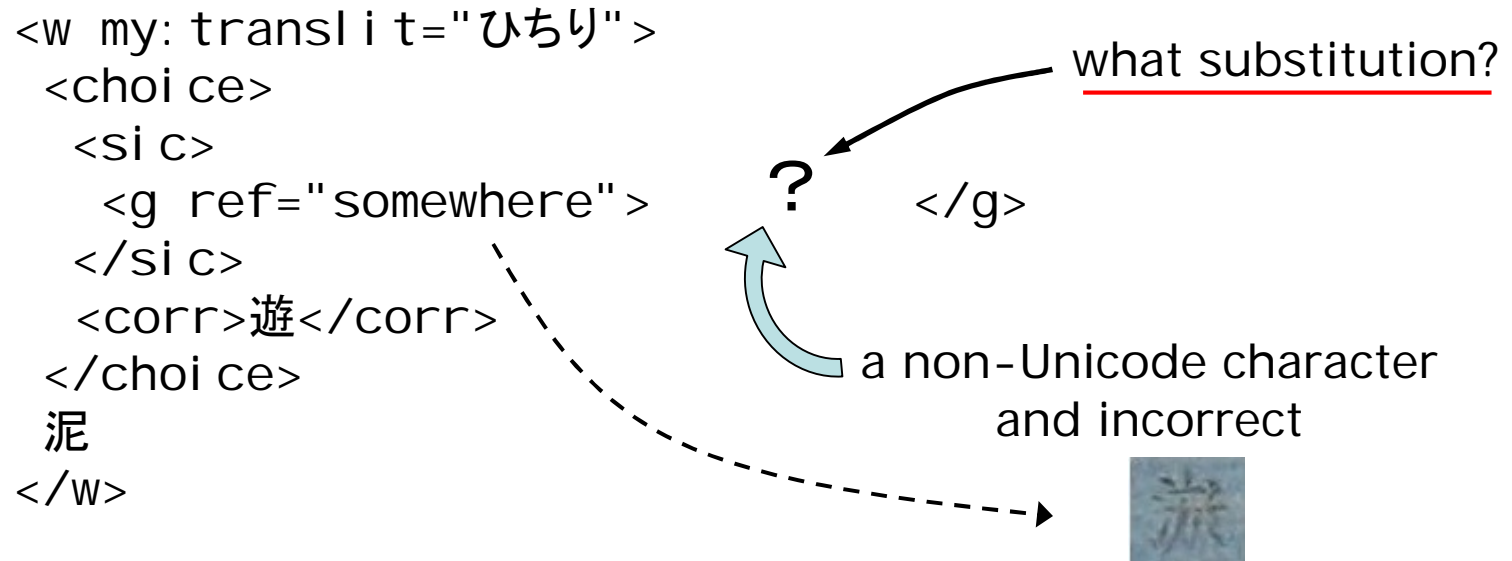 <w my:translit="ひちり">
what substitution?
<choice>
<sic>
<g ref="somewhere"> ? </g>
</sic>
<corr>遊</corr>
</choice>
a non-Unicode character
and incorrect
泥
</w>